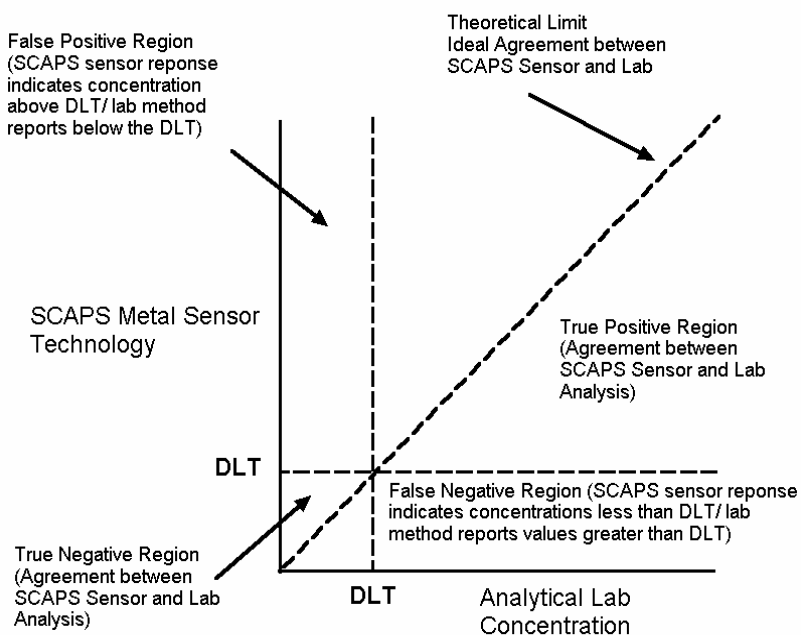 False Positive Region
(SCAPS sensor reponse
indicates concentration
above DLT/ lab method
reports below the DLT)
Theoretical Limit
Ideal Agreement between
SCAPS Sensor and Lab
SCAPS Metal Sensor
Technology
True Positive Region
(Agreement between
SCAPS Sensor and Lab
Analysis)
DLT
False Negative Region (SCAPS sensor reponse
indicates concentrations less than DLT/ lab
method reports values greater than DLT)
True Negative Region
(Agreement between
SCAPS Sensor and Lab
Analysis)
DLT
Analytical Lab
Concentration